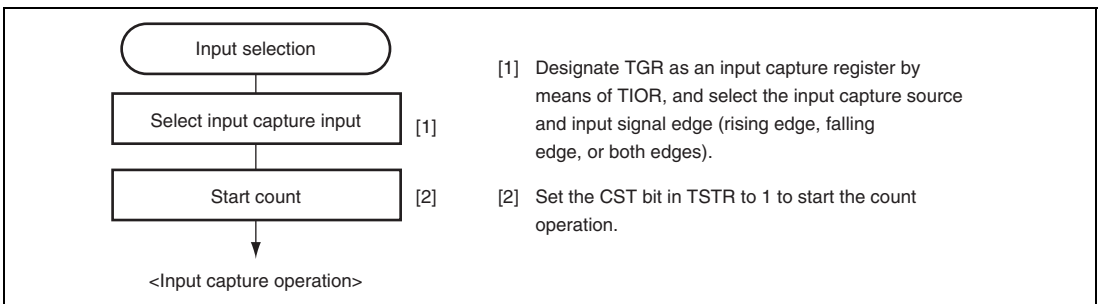 Input selection
Select input capture input
[1]
Start count
[2]
<Input capture operation>
[1] Designate TGR as an input capture register by
means of TIOR, and select the input capture source
and input signal edge (rising edge, falling
edge, or both edges).
[2] Set the CST bit in TSTR to 1 to start the count
operation.